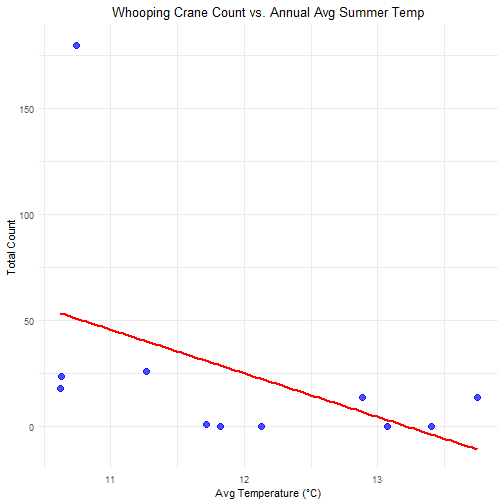 Whooping Crane Count vs. Annual Avg Summer Temp
Total Count
150
100
50
0
11 12 13
Avg Temperature (°C)